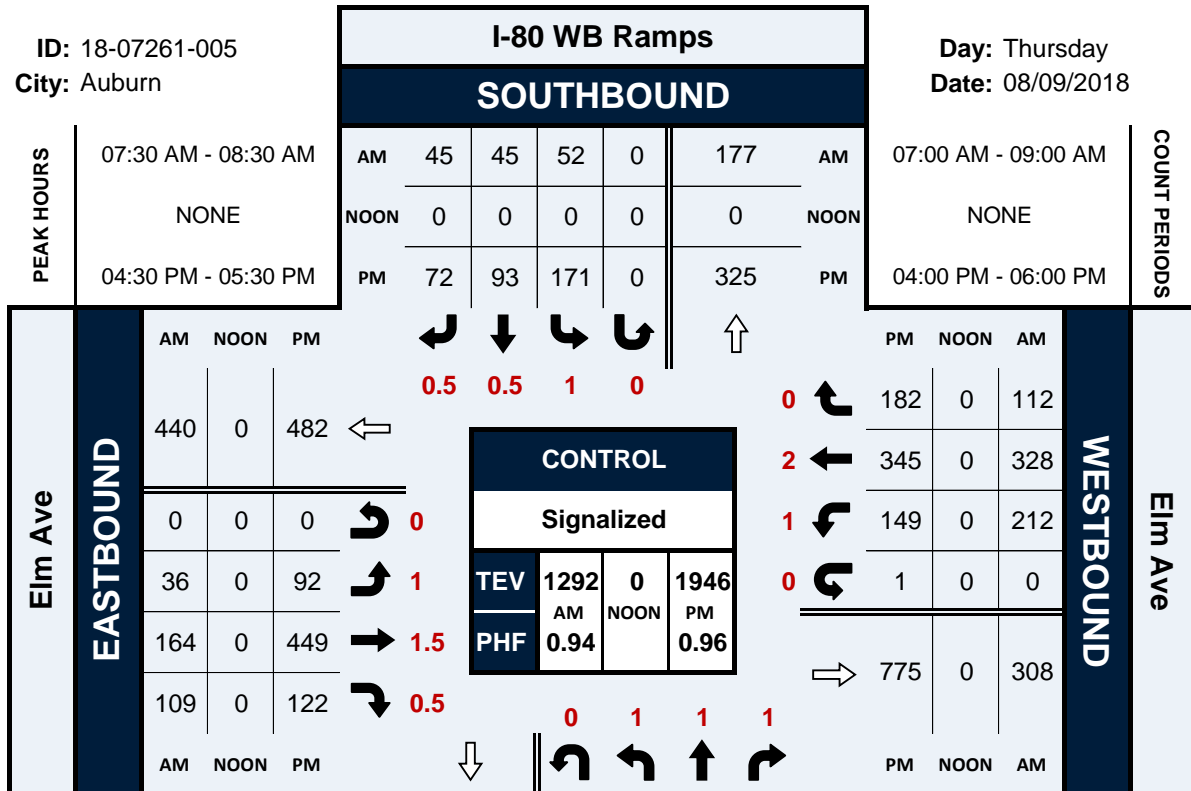 ID: 18-07261-005
City: Auburn
I-80 WB Ramps
SOUTHBOUND
Day: Thursday
Date: 08/09/2018
PEAK HOURS
07:30 AM - 08:30 AM
NONE
04:30 PM - 05:30 PM
AM 45 45 52 0 177 AM
NOON 0 0 0 0 0 NOON
PM 72 93 171 0 325 PM
07:00 AM - 09:00 AM
NONE
04:00 PM - 06:00 PM
COUNT PERIODS
0.5 0.5 1 0
Elm Ave
EASTBOUND
AM NOON PM
440 0 482
0 0 0 0
36 0 92 1
164 0 449 1.5
109 0 122 0.5
AM NOON PM
CONTROL
Signalized
TEV 1292 0 1946
AM NOON PM
PHF 0.94 0.96
PM NOON AM
0 182 0 112
2 345 0 328
1 149 0 212
0 1 0 0
775 0 308
PM NOON AM
WESTBOUND
Elm Ave
0 1 1 1